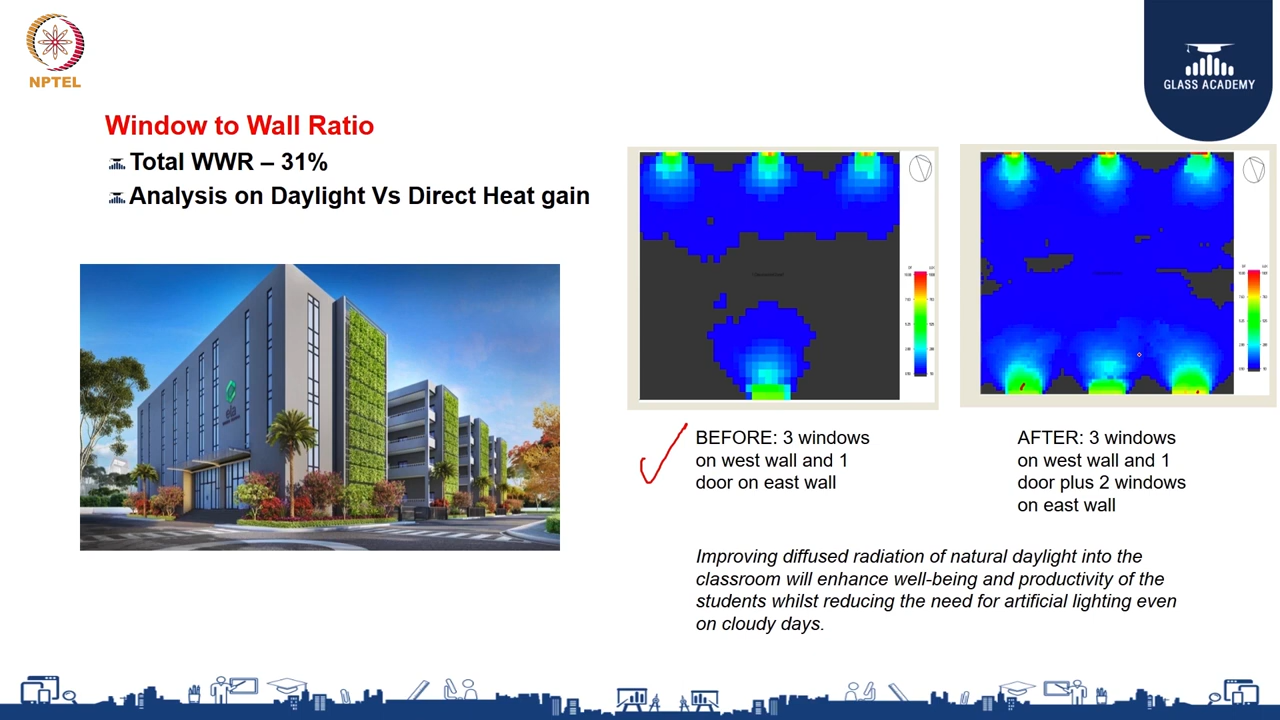 NPTEL
GLASS ACADEMY
Window to Wall Ratio
Total WWR – 31%
Analysis on Daylight Vs Direct Heat gain
BEFORE: 3 windows
on west wall and 1
door on east wall
AFTER: 3 windows
on west wall and 1
door plus 2 windows
on east wall
Improving diffused radiation of natural daylight into the
classroom will enhance well-being and productivity of the
students whilst reducing the need for artificial lighting even
on cloudy days.